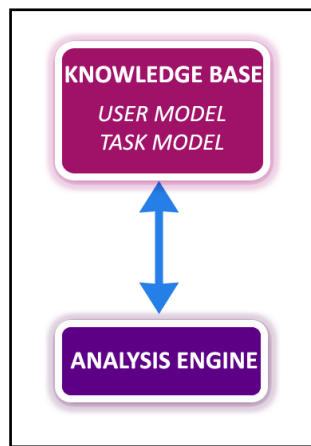 KNOWLEDGE BASE
USER MODEL
TASK MODEL
ANALYSIS ENGINE